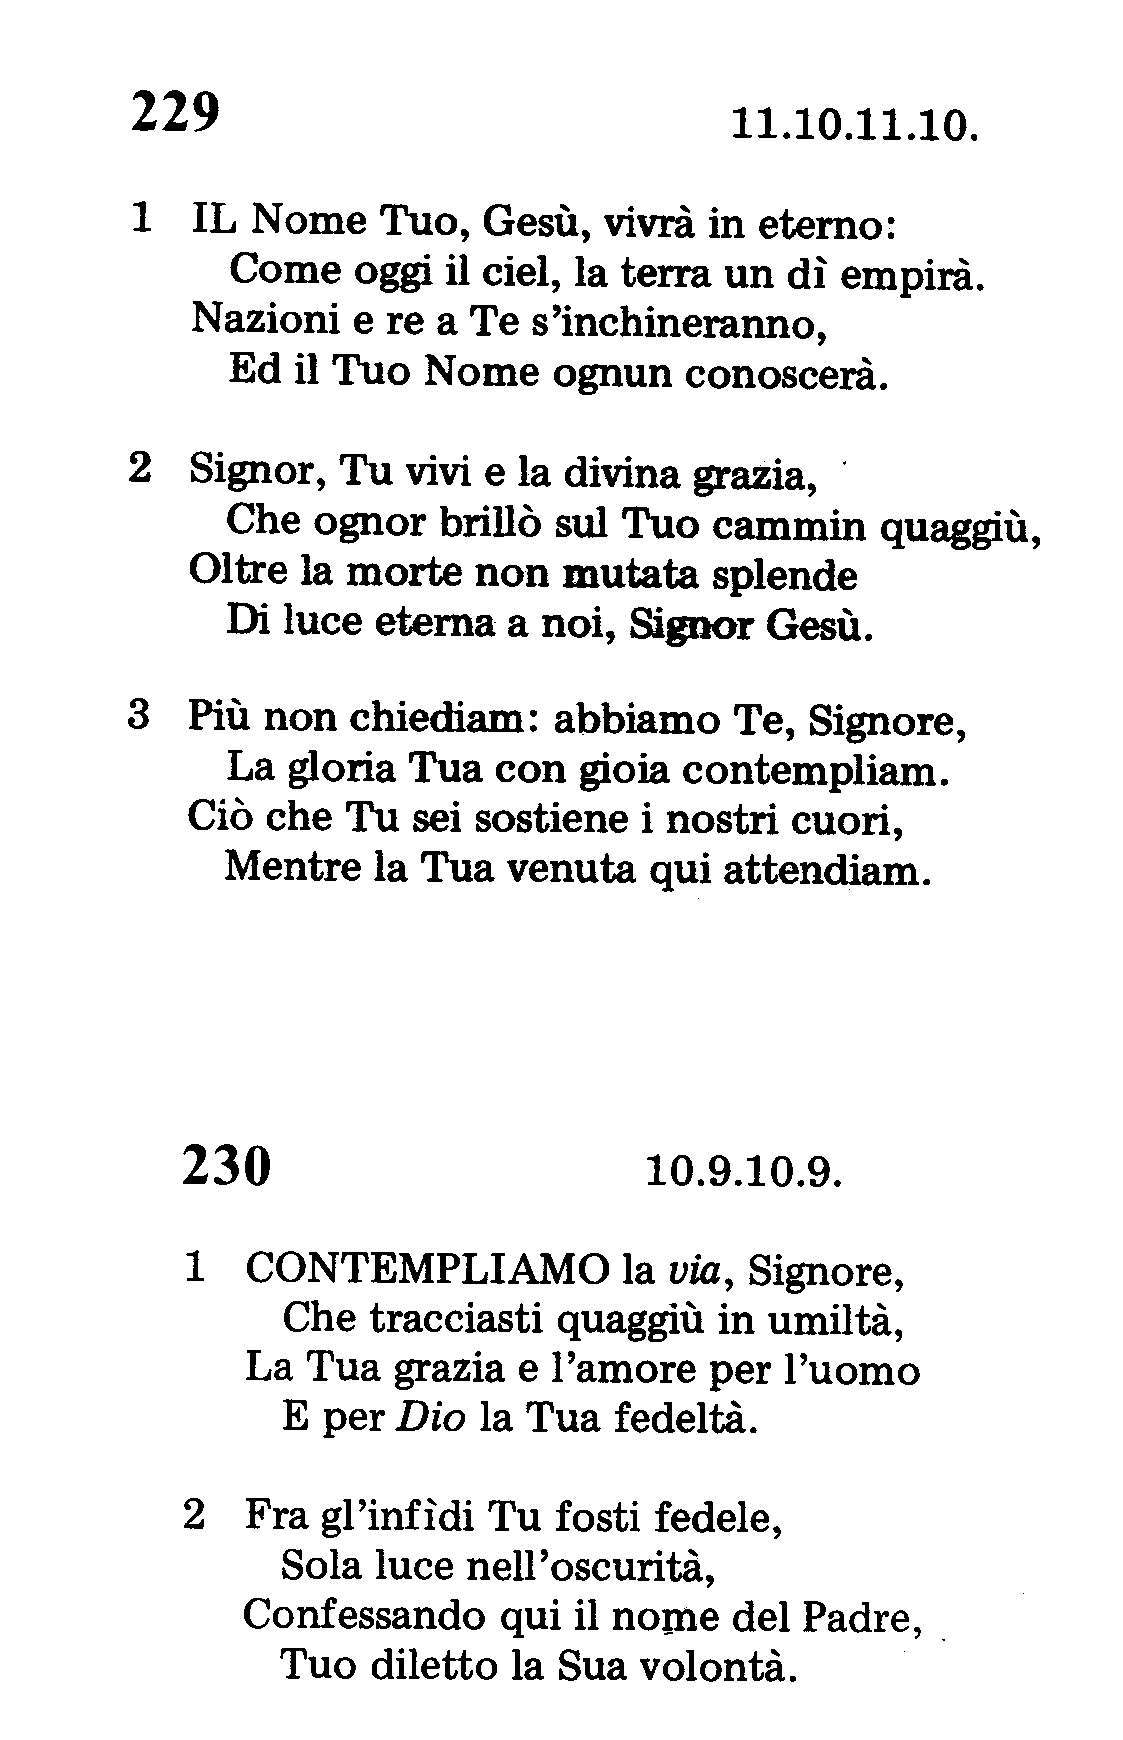 229
11.10.11.10.
1 IL Nome Tuo, Gesù, vivrà in eterno:
Come oggi il ciel, la terra un dì empirà.
Nazioni e re a Te s’inchineranno,
Ed il Tuo Nome ognun conoscerà.
2 Signor, Tu vivi e la divina grazia,
Che ognor brillò sul Tuo cammin quaggiù,
Oltre la morte non mutata splende
Di luce eterna a noi, Signor Gesù.
3 Più non chiediam: abbiamo Te, Signore,
La gloria Tua con gioia contempliam.
Ciò che Tu sei sostiene i nostri cuori,
Mentre la Tua venuta qui attendiam.
230
10.9.10.9.
1 CONTEMPLIAMO la via, Signore,
Che tracciasti quaggiù in umiltà,
La Tua grazia e l’amore per l’uomo
E per Dio la Tua fedeltà.
2 Fra gl’infìdi Tu fosti fedele,
Sola luce nell’oscurità,
Confessando qui il nome del Padre,
Tuo diletto la Sua volontà.